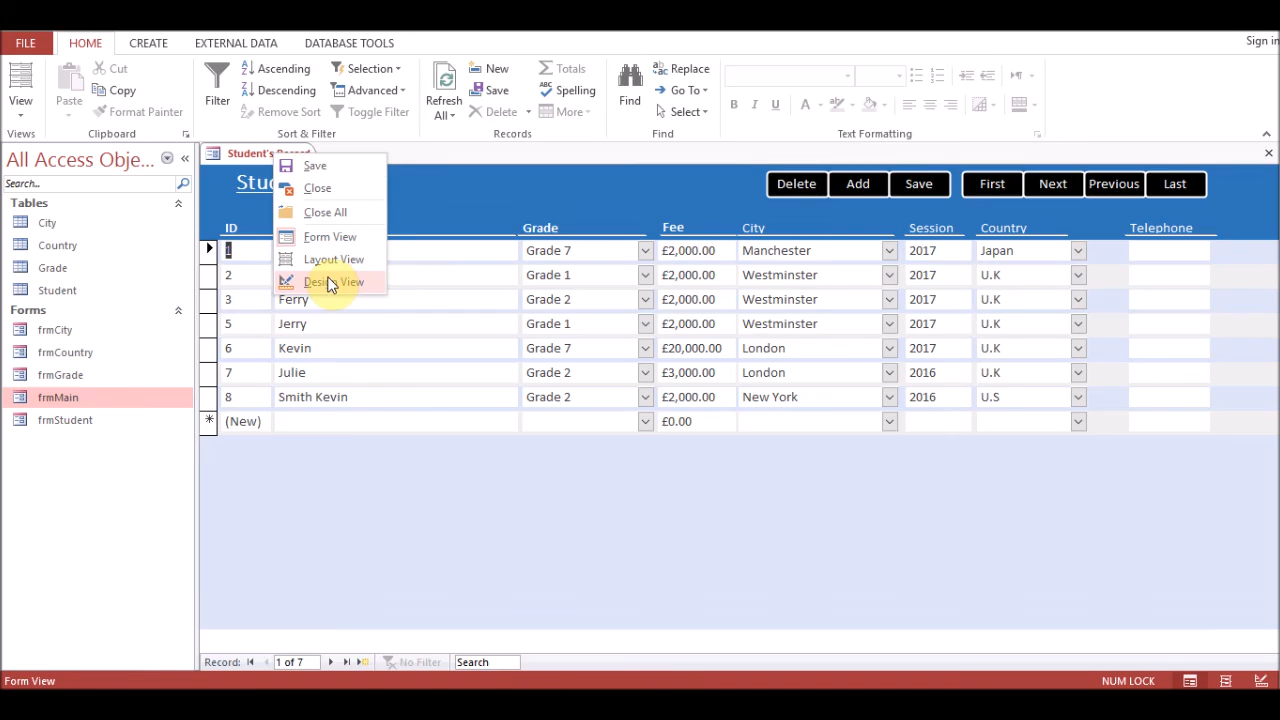 FILE HOME CREATE EXTERNAL DATA DATABASE TOOLS Sign in
View Paste Cut Copy Format Painter Filter Ascending Descending Remove Sort Selection Advanced Toggle Filter Refresh All New Save Delete Totals Spelling More Find Replace Go To Select B I U A
Views Clipboard Sort & Filter Records Find Text Formatting
All Access Obje...
Search...
Tables
City
Country
Grade
Student
Forms
frmCity
frmCountry
frmGrade
frmMain
frmStudent
Student's Record
Save
Close
Close All
Form View
Layout View
Design View
Delete Add Save First Next Previous Last
ID Grade Fee City Session Country Telephone
1 Grade 7 £2,000.00 Manchester 2017 Japan
2 Grade 1 £2,000.00 Westminster 2017 U.K
3 Ferry Grade 2 £2,000.00 Westminster 2017 U.K
5 Jerry Grade 1 £2,000.00 Westminster 2017 U.K
6 Kevin Grade 7 £20,000.00 London 2017 U.K
7 Julie Grade 2 £3,000.00 London 2016 U.K
8 Smith Kevin Grade 2 £2,000.00 New York 2016 U.S
* (New) £0.00
Record: 1 of 7 No Filter Search
Form View NUM LOCK